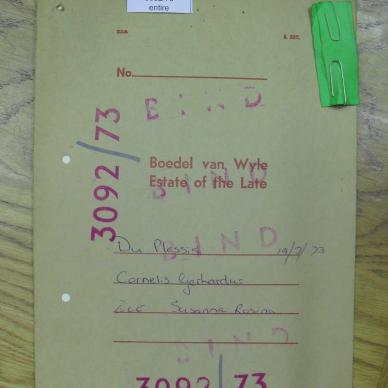 entire
No.
BIND
3092/73
Boedel van Wyle
Estate of the Late
BIND
BIND
Du Plessis 19/7/73
Cornelis Gerhardus
Susanna Rosina
BIND
3092/73